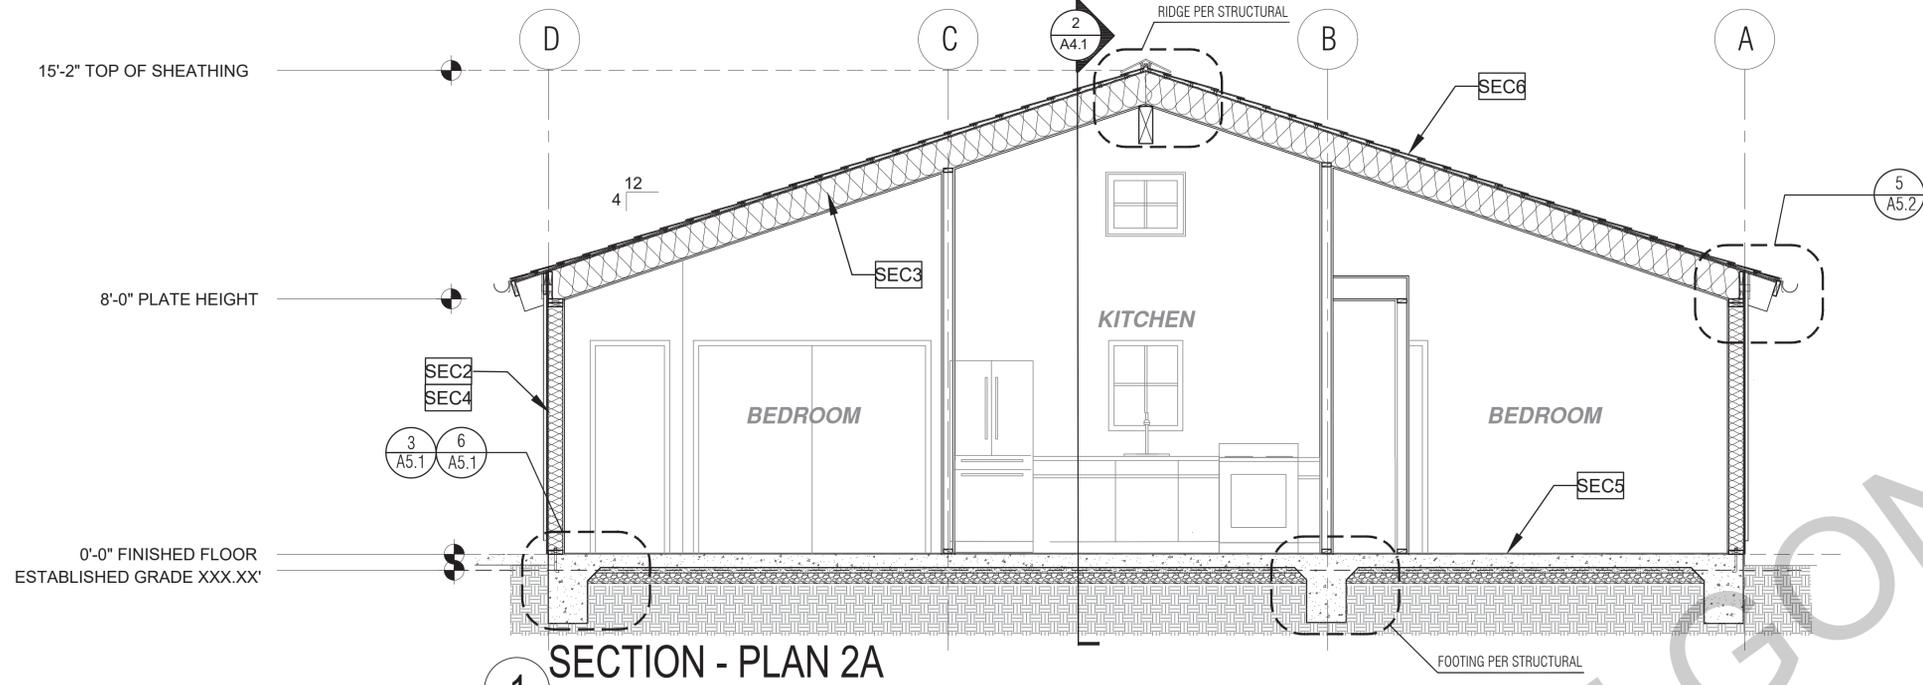 RIDGE PER STRUCTURAL
D
C
2
A4.1
B
A
15'-2" TOP OF SHEATHING
SEC6
12
4
5
A5.2
SEC3
8'-0" PLATE HEIGHT
KITCHEN
SEC2
SEC4
BEDROOM
BEDROOM
3
A5.1
6
A5.1
SEC5
0'-0" FINISHED FLOOR
ESTABLISHED GRADE XXX.XX'
1
SECTION - PLAN 2A
FOOTING PER STRUCTURAL